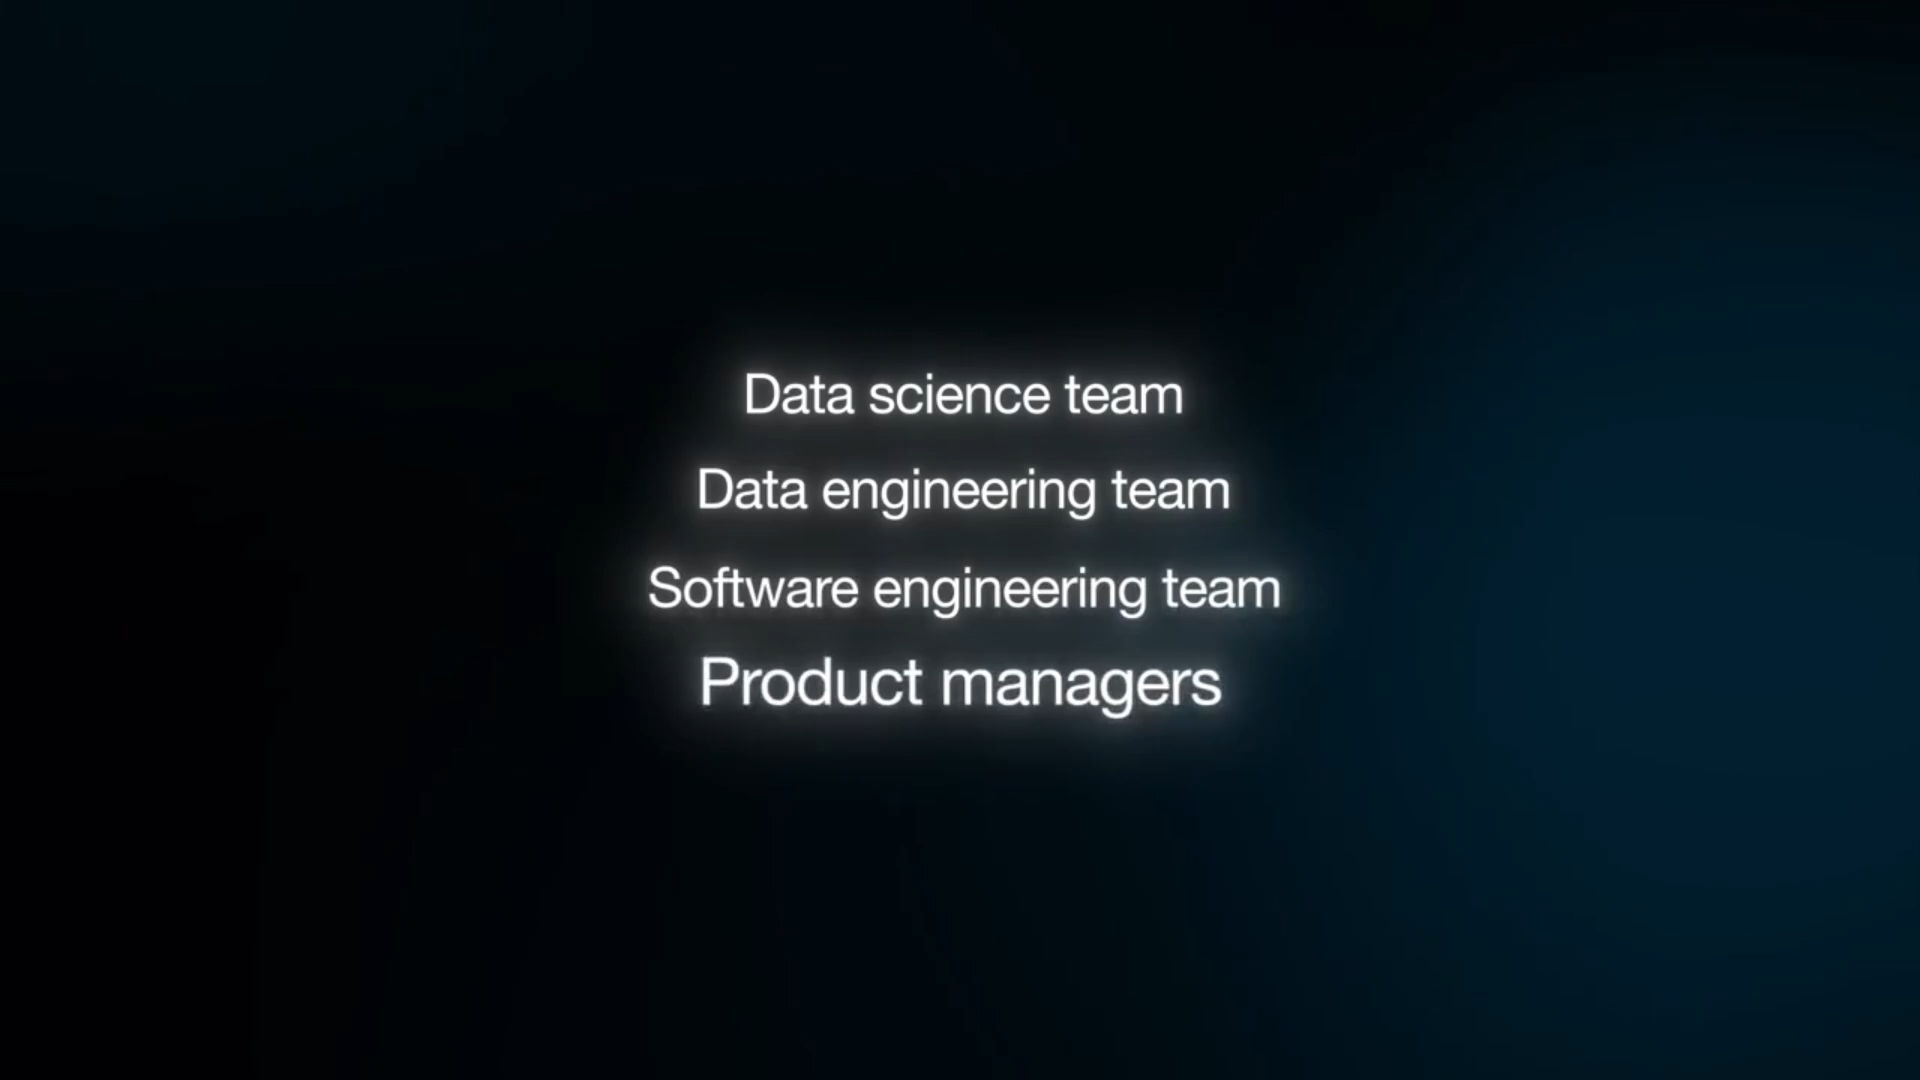 Data science team
Data engineering team
Software engineering team
Product managers